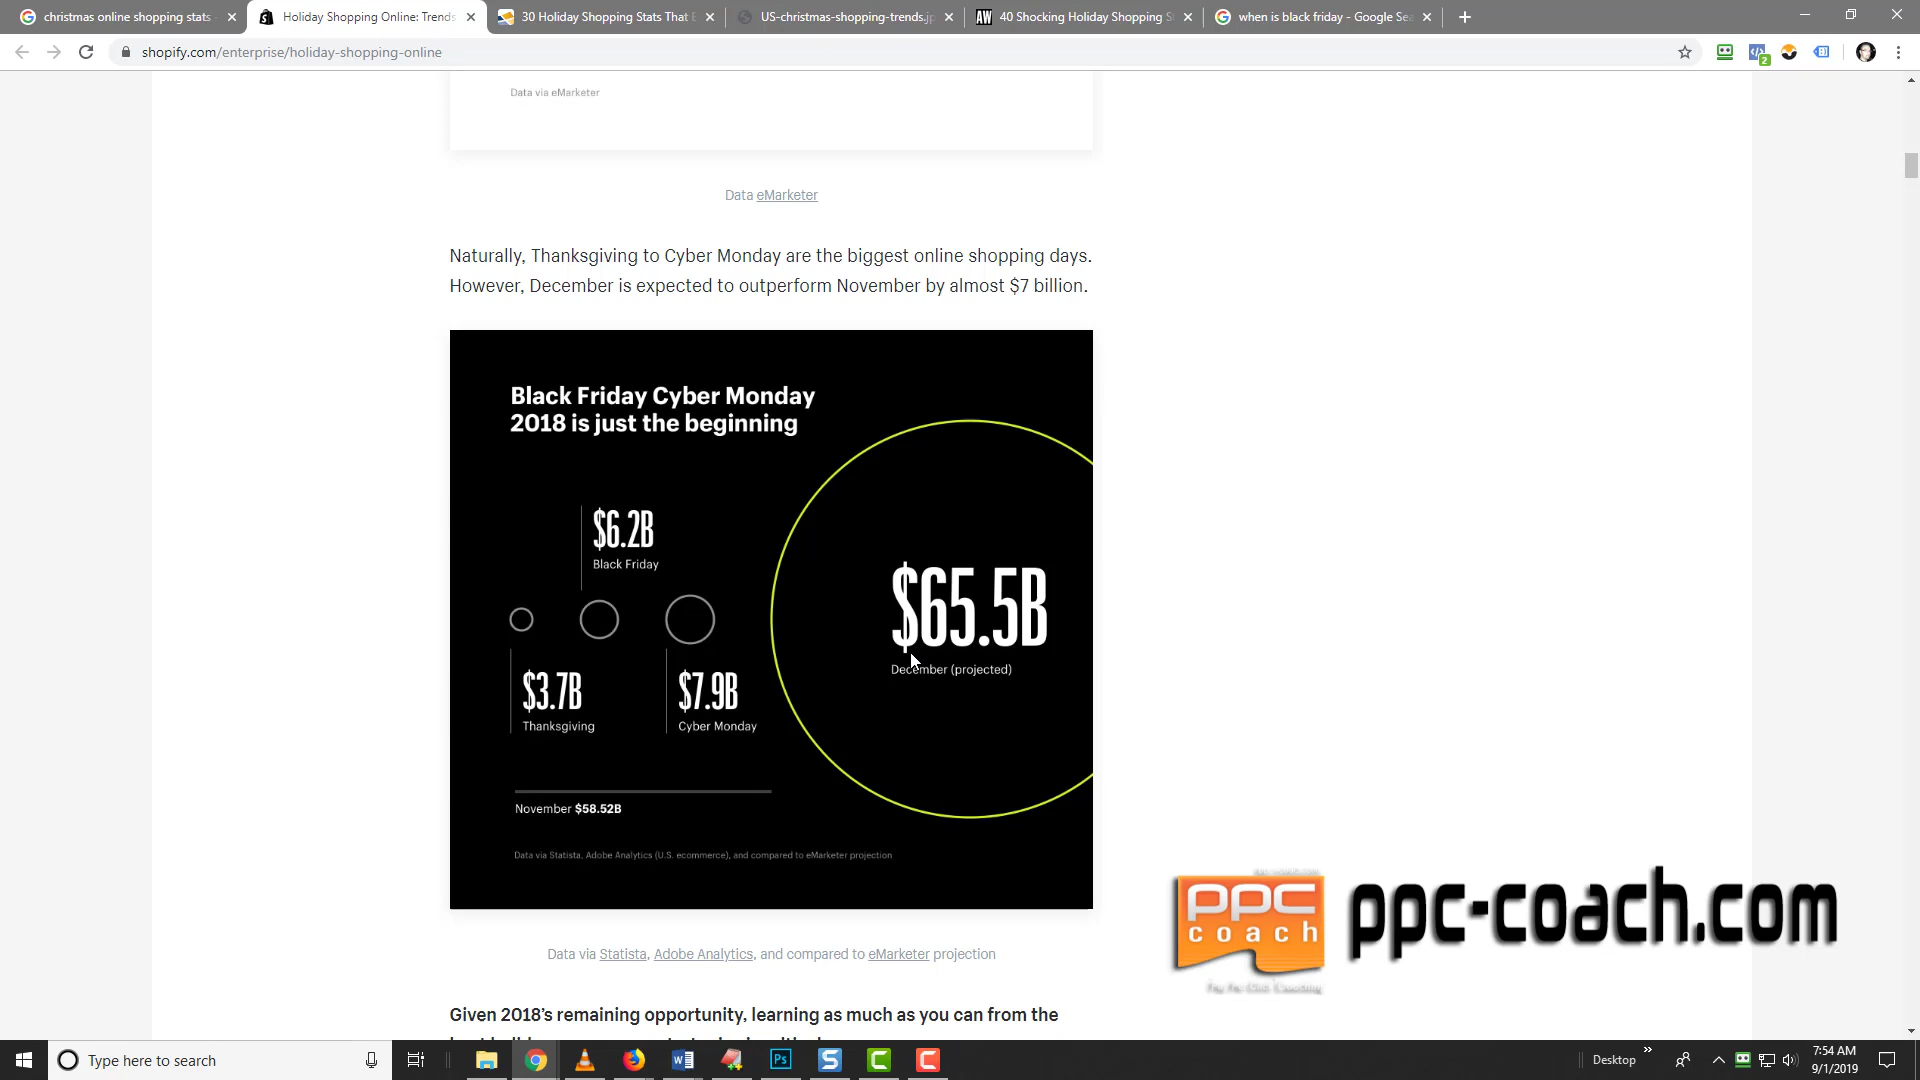 christmas online shopping stats
Holiday Shopping Online: Trends
30 Holiday Shopping Stats That E
US-christmas-shopping-trends.jp
40 Shocking Holiday Shopping S
when is black friday - Google Sea
shopify.com/enterprise/holiday-shopping-online
2
Data via eMarketer
Data eMarketer
Naturally, Thanksgiving to Cyber Monday are the biggest online shopping days.
However, December is expected to outperform November by almost $7 billion.
Black Friday Cyber Monday
2018 is just the beginning
$6.2B
Black Friday
$65.5B
December (projected)
$3.7B
Thanksgiving
$7.9B
Cyber Monday
November $58.52B
Data via Statista, Adobe Analytics (U.S. ecommerce), and compared to eMarketer projection
Data via Statista, Adobe Analytics, and compared to eMarketer projection
Given 2018's remaining opportunity, learning as much as you can from the
ppc
coach
Pay Per Click Coaching
ppc-coach.com
Type here to search
Desktop
7:54 AM
9/1/2019